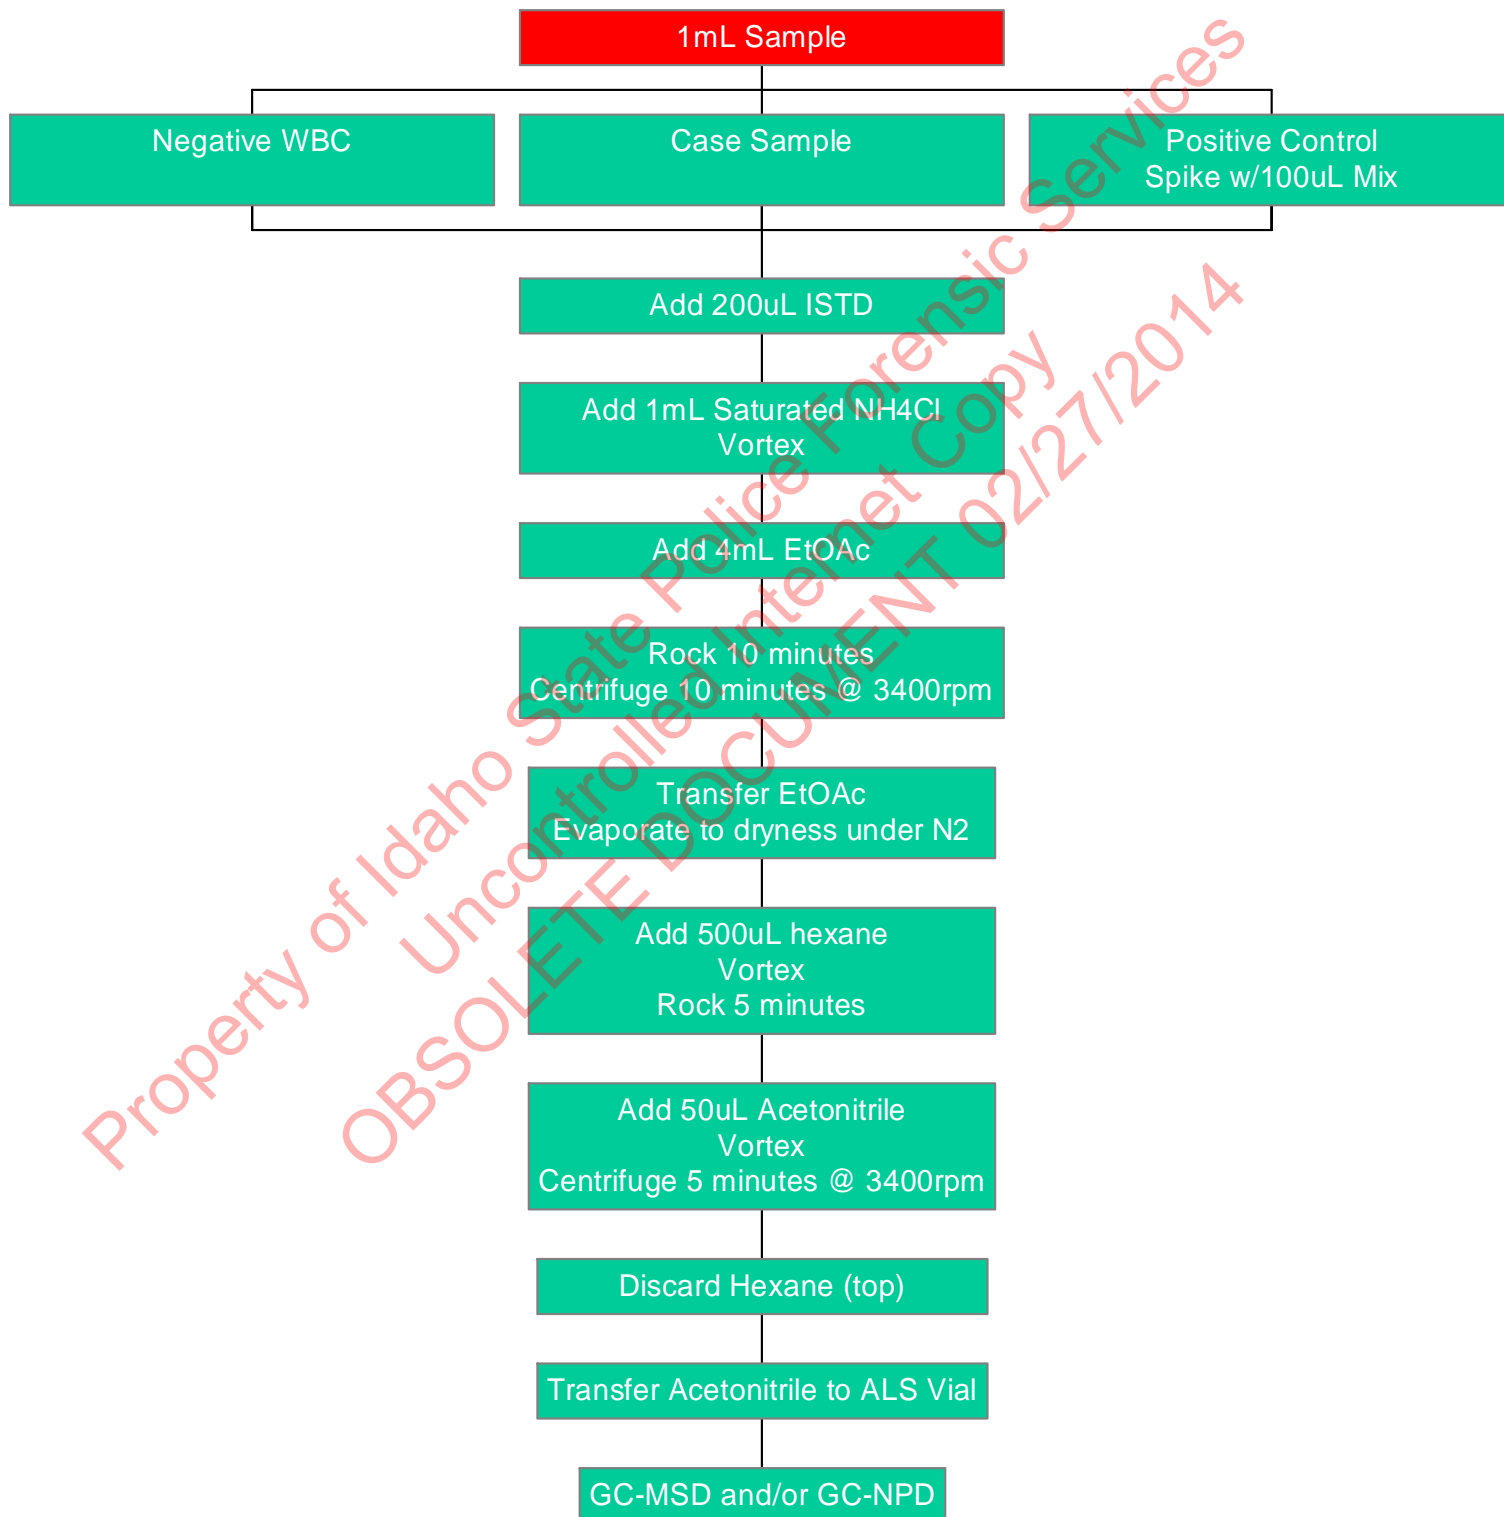 1mL Sample
Negative WBC
Case Sample
Positive Control
Spike w/100uL Mix
Add 200uL ISTD
Add 1mL Saturated NH4Cl
Vortex
Add 4mL EtOAc
Rock 10 minutes
Centrifuge 10 minutes @ 3400rpm
Transfer EtOAc
Evaporate to dryness under N2
Add 500uL hexane
Vortex
Rock 5 minutes
Add 50uL Acetonitrile
Vortex
Centrifuge 5 minutes @ 3400rpm
Discard Hexane (top)
Transfer Acetonitrile to ALS Vial
GC-MSD and/or GC-NPD
Property of Idaho State Police Forensic Services
Uncontrolled Internet Copy
OBSOLETE DOCUMENT 02/27/2014